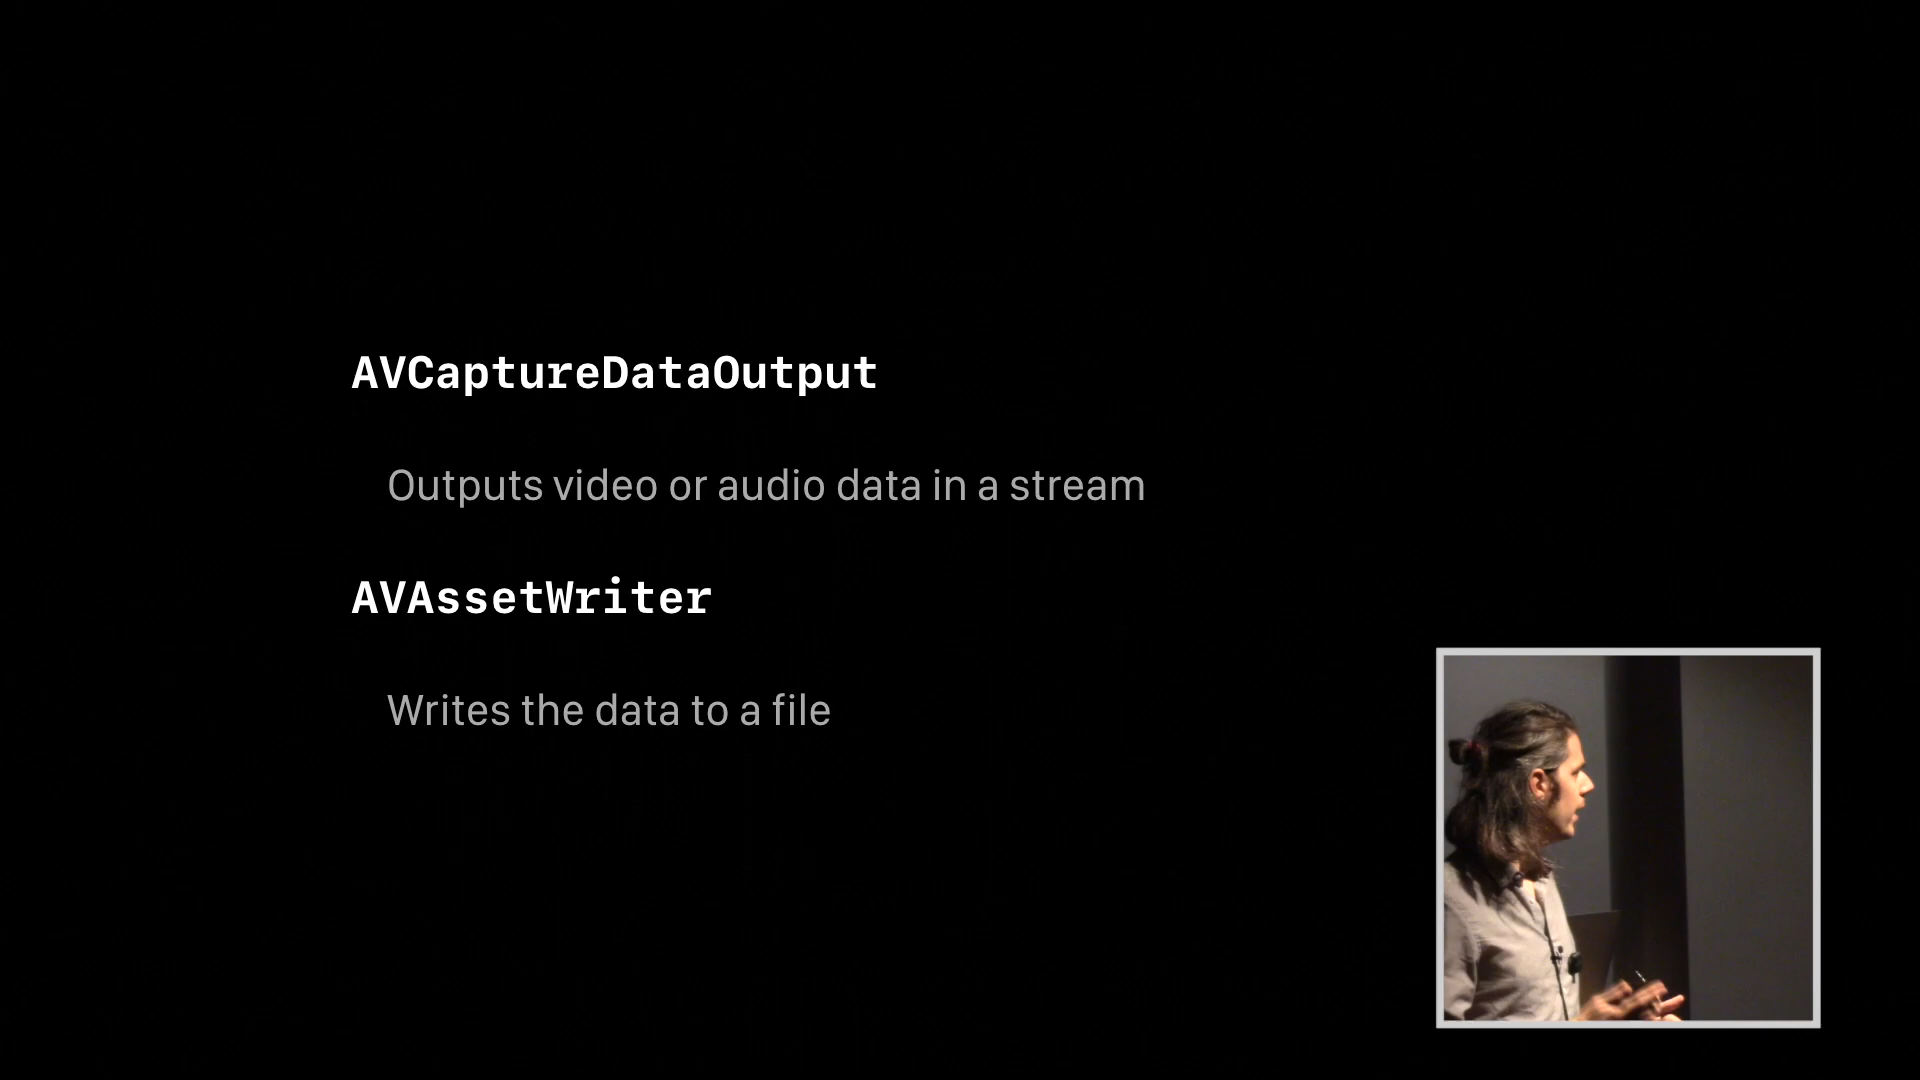 AVCaptureDataOutput
Outputs video or audio data in a stream
AVAssetWriter
Writes the data to a file